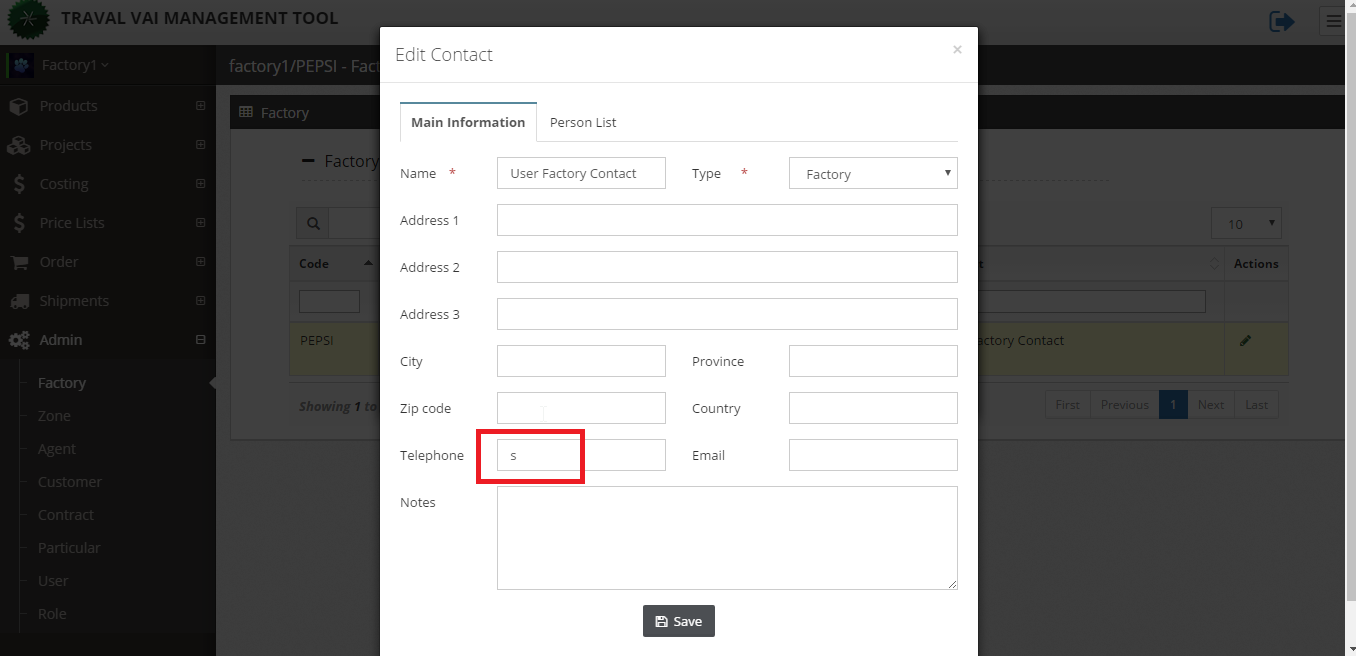 TRAVAL VAI MANAGEMENT TOOL
Factory1
factory1/PEPSI - Fact
Products
Projects
Costing
Price Lists
Order
Shipments
Admin
Factory
Zone
Agent
Customer
Contract
Particular
User
Role
Factory
Factory
10
Code
t
Actions
PEPSI
actory Contact
Showing 1 to
First Previous 1 Next Last
Edit Contact ×
Main Information Person List
Name * User Factory Contact Type * Factory
Address 1
Address 2
Address 3
City Province
Zip code Country
Telephone s Email
Notes
Save